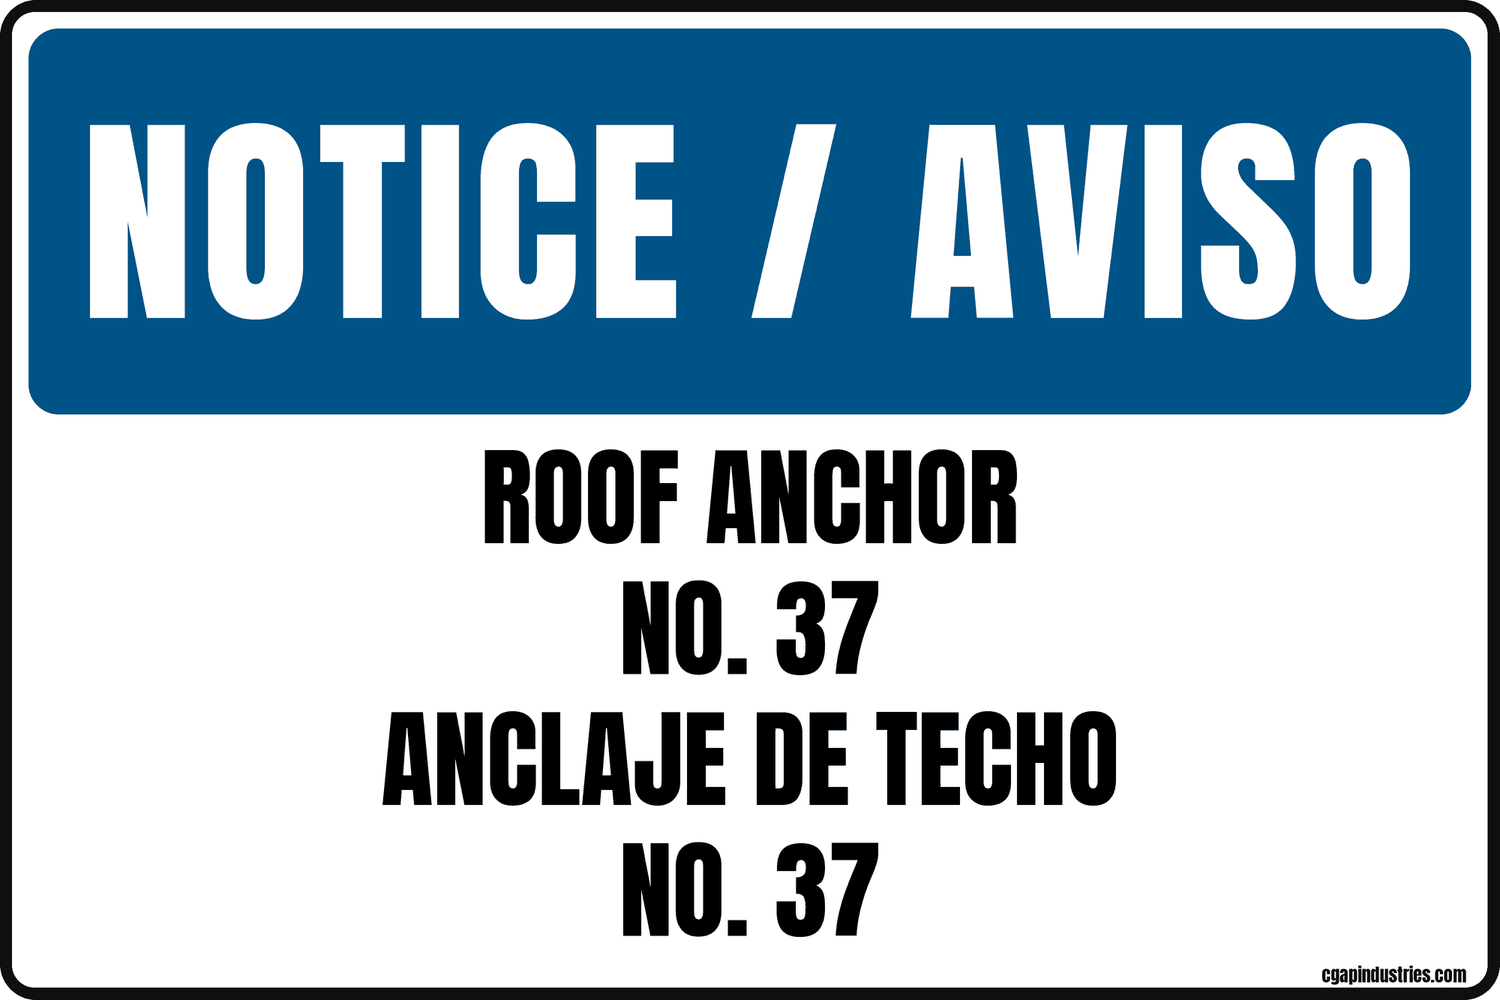 NOTICE / AVISO
ROOF ANCHOR
NO. 37
ANCLAJE DE TECHO
NO. 37
cgapindustries.com